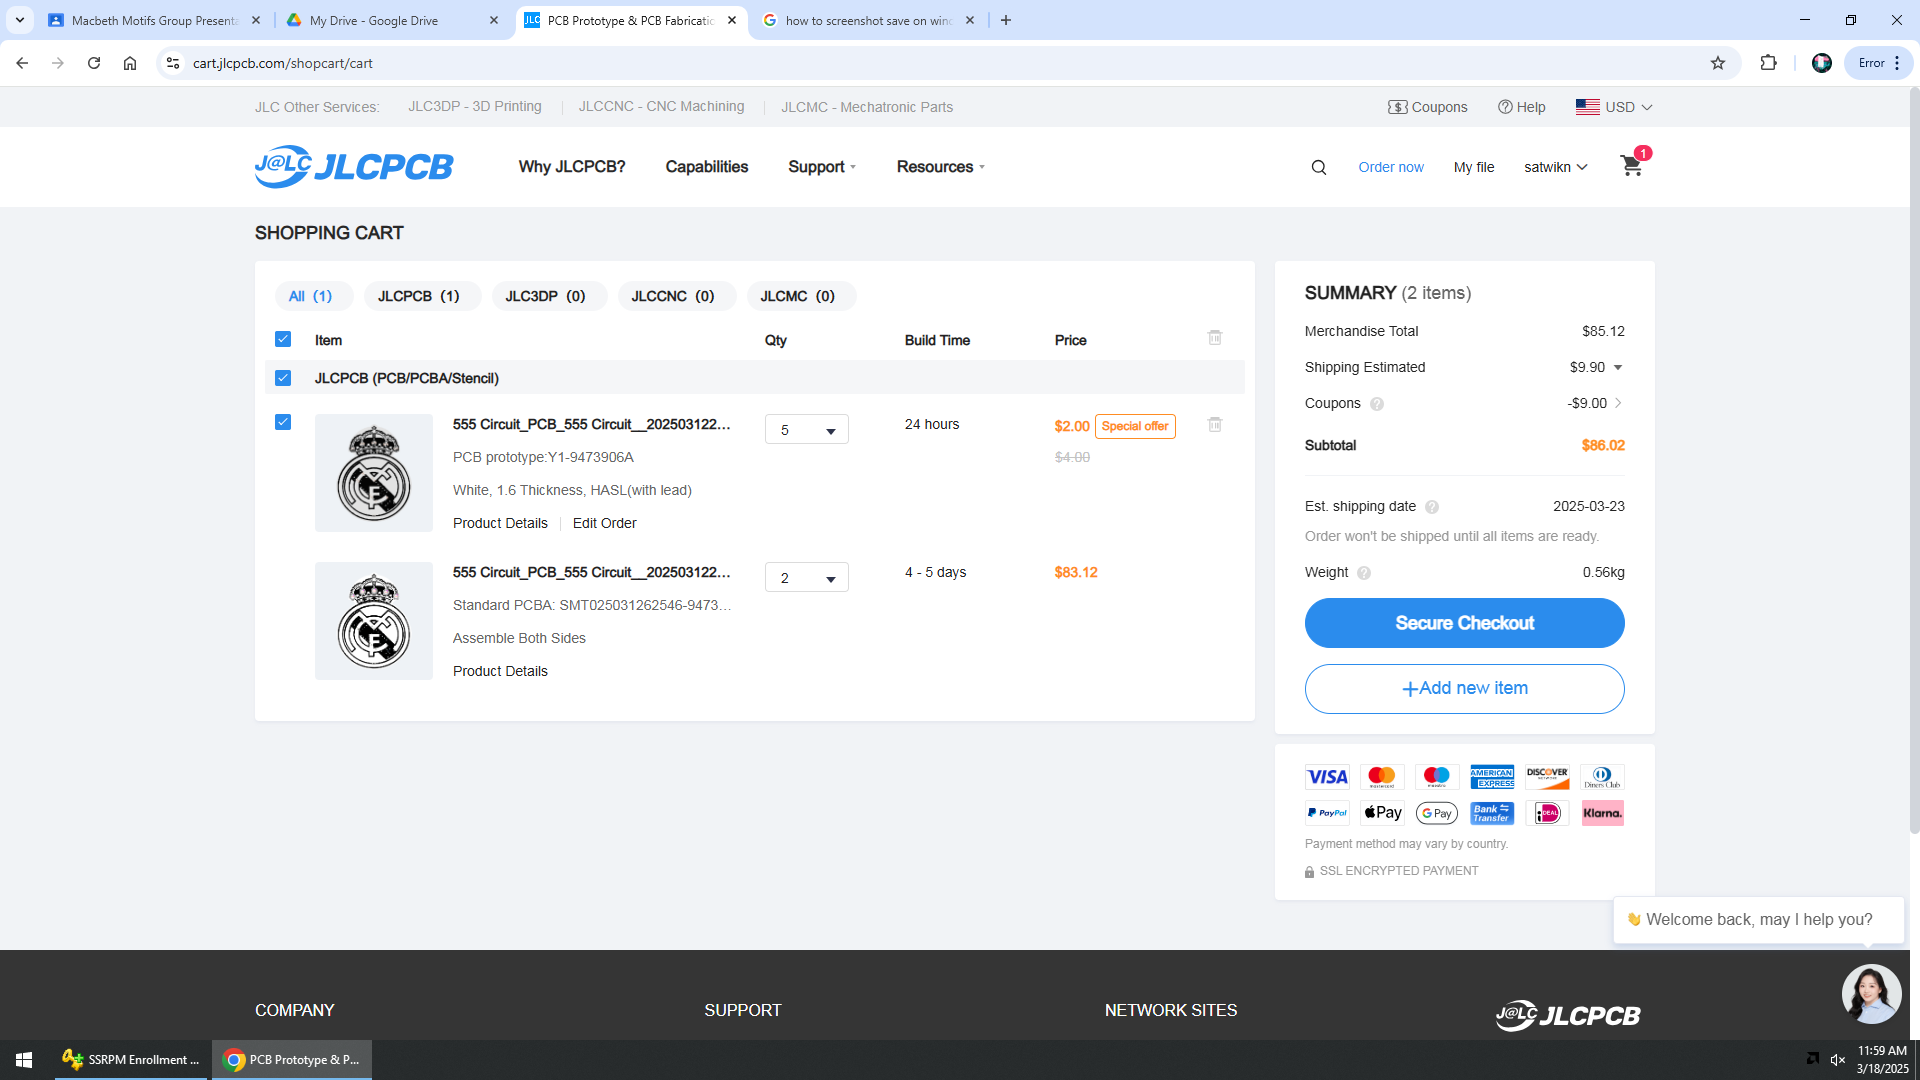 Macbeth Motifs Group Presenta
My Drive - Google Drive
JLC PCB Prototype & PCB Fabricatio
how to screenshot save on wind
cart.jlcpcb.com/shopcart/cart
Error
JLC Other Services:
JLC3DP - 3D Printing
JLCCNC - CNC Machining
JLCMC - Mechatronic Parts
Coupons
Help
USD
J@LC JLCPCB
Why JLCPCB?
Capabilities
Support
Resources
Order now
My file
satwikn
1
SHOPPING CART
All (1)
JLCPCB (1)
JLC3DP (0)
JLCCNC (0)
JLCMC (0)
Item
Qty
Build Time
Price
JLCPCB (PCB/PCBA/Stencil)
555 Circuit_PCB_555 Circuit__202503122...
5
24 hours
$2.00 Special offer
PCB prototype:Y1-9473906A
$4.00
White, 1.6 Thickness, HASL(with lead)
Product Details
Edit Order
555 Circuit_PCB_555 Circuit__202503122...
2
4 - 5 days
$83.12
Standard PCBA: SMT025031262546-9473...
Assemble Both Sides
Product Details
SUMMARY (2 items)
Merchandise Total $85.12
Shipping Estimated $9.90
Coupons -$9.00
Subtotal $86.02
Est. shipping date 2025-03-23
Order won't be shipped until all items are ready.
Weight 0.56kg
Secure Checkout
+Add new item
VISA
mastercard
maestro
AMERICAN EXPRESS
DISCOVER
Diners Club
PayPal
Pay
G Pay
Bank Transfer
iDEAL
Klarna.
Payment method may vary by country.
SSL ENCRYPTED PAYMENT
👋 Welcome back, may I help you?
COMPANY
SUPPORT
NETWORK SITES
J@LC JLCPCB
SSRPM Enrollment ...
PCB Prototype & P...
11:59 AM
3/18/2025